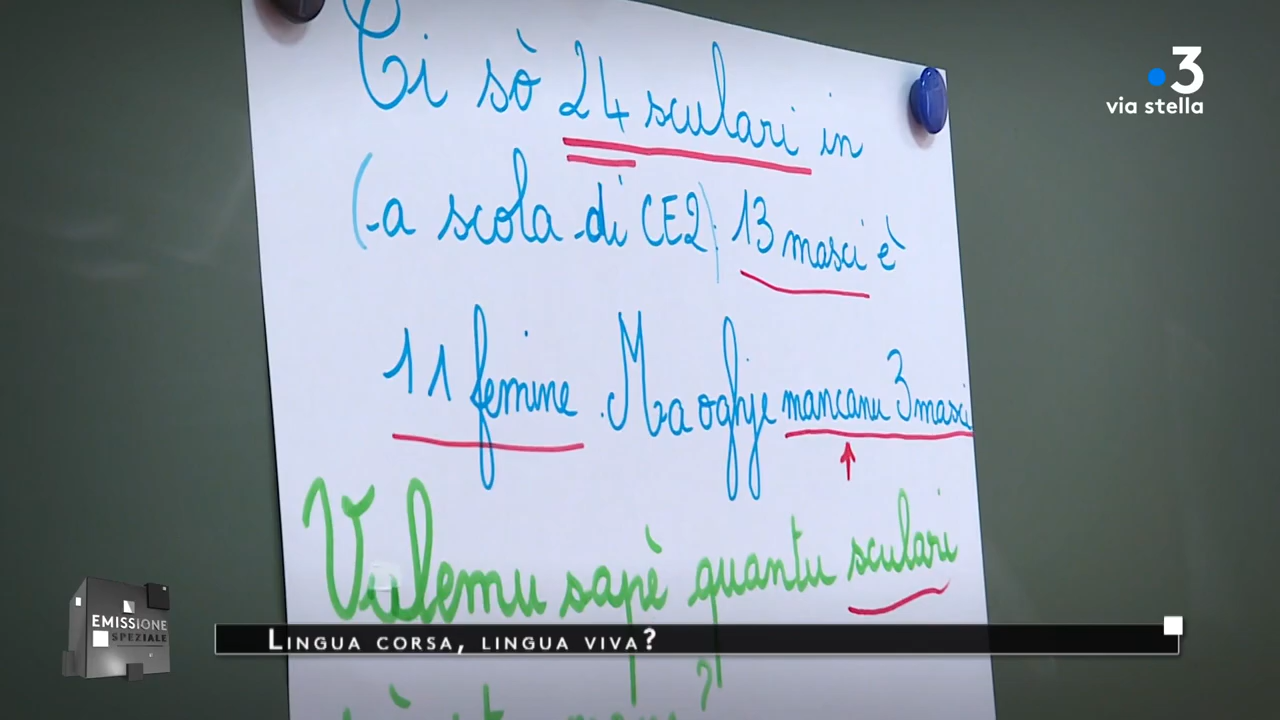 Ci sò 24 sculari in
(a scola di CE2). 13 masci è
11 femine. Ma oghje mancanu 3 masci
Vulemu sapè quantu sculari
3
via stella
EMISSIONE
SPEZIALE
LINGUA CORSA, LINGUA VIVA?